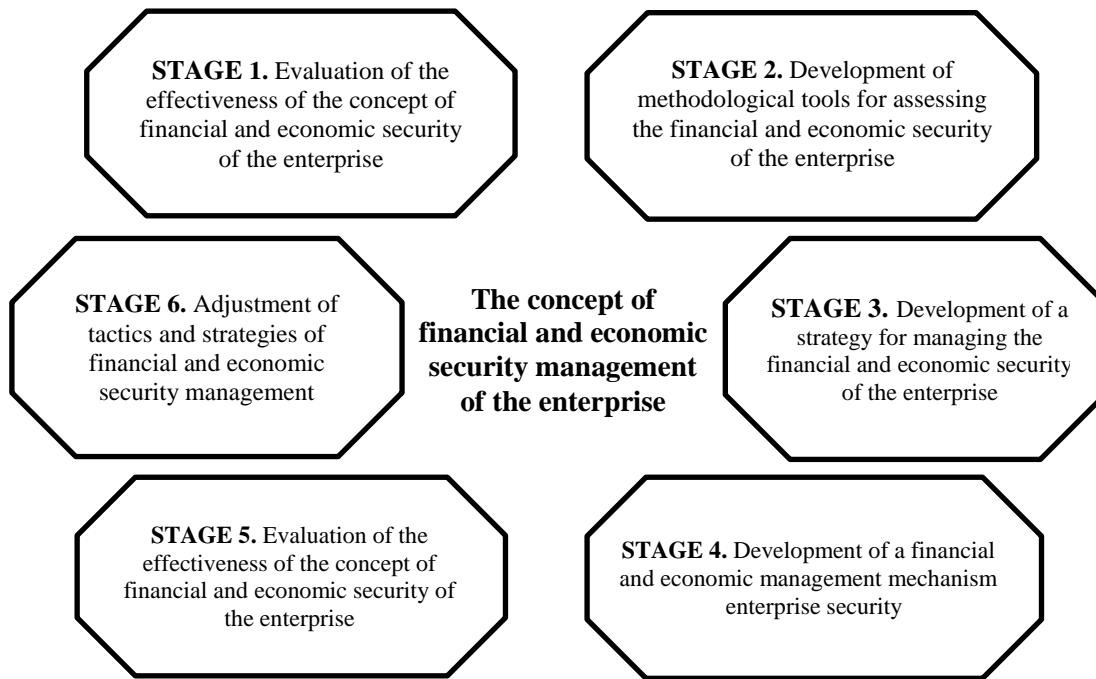 STAGE 1. Evaluation of the
effectiveness of the concept of
financial and economic security
of the enterprise
STAGE 2. Development of
methodological tools for assessing
the financial and economic security
of the enterprise
STAGE 6. Adjustment of
tactics and strategies of
financial and economic
security management
The concept of
financial and economic
security management
of the enterprise
STAGE 3. Development of a
strategy for managing the
financial and economic security
of the enterprise
STAGE 5. Evaluation of the
effectiveness of the concept of
financial and economic security of
the enterprise
STAGE 4. Development of a financial
and economic management mechanism
enterprise security